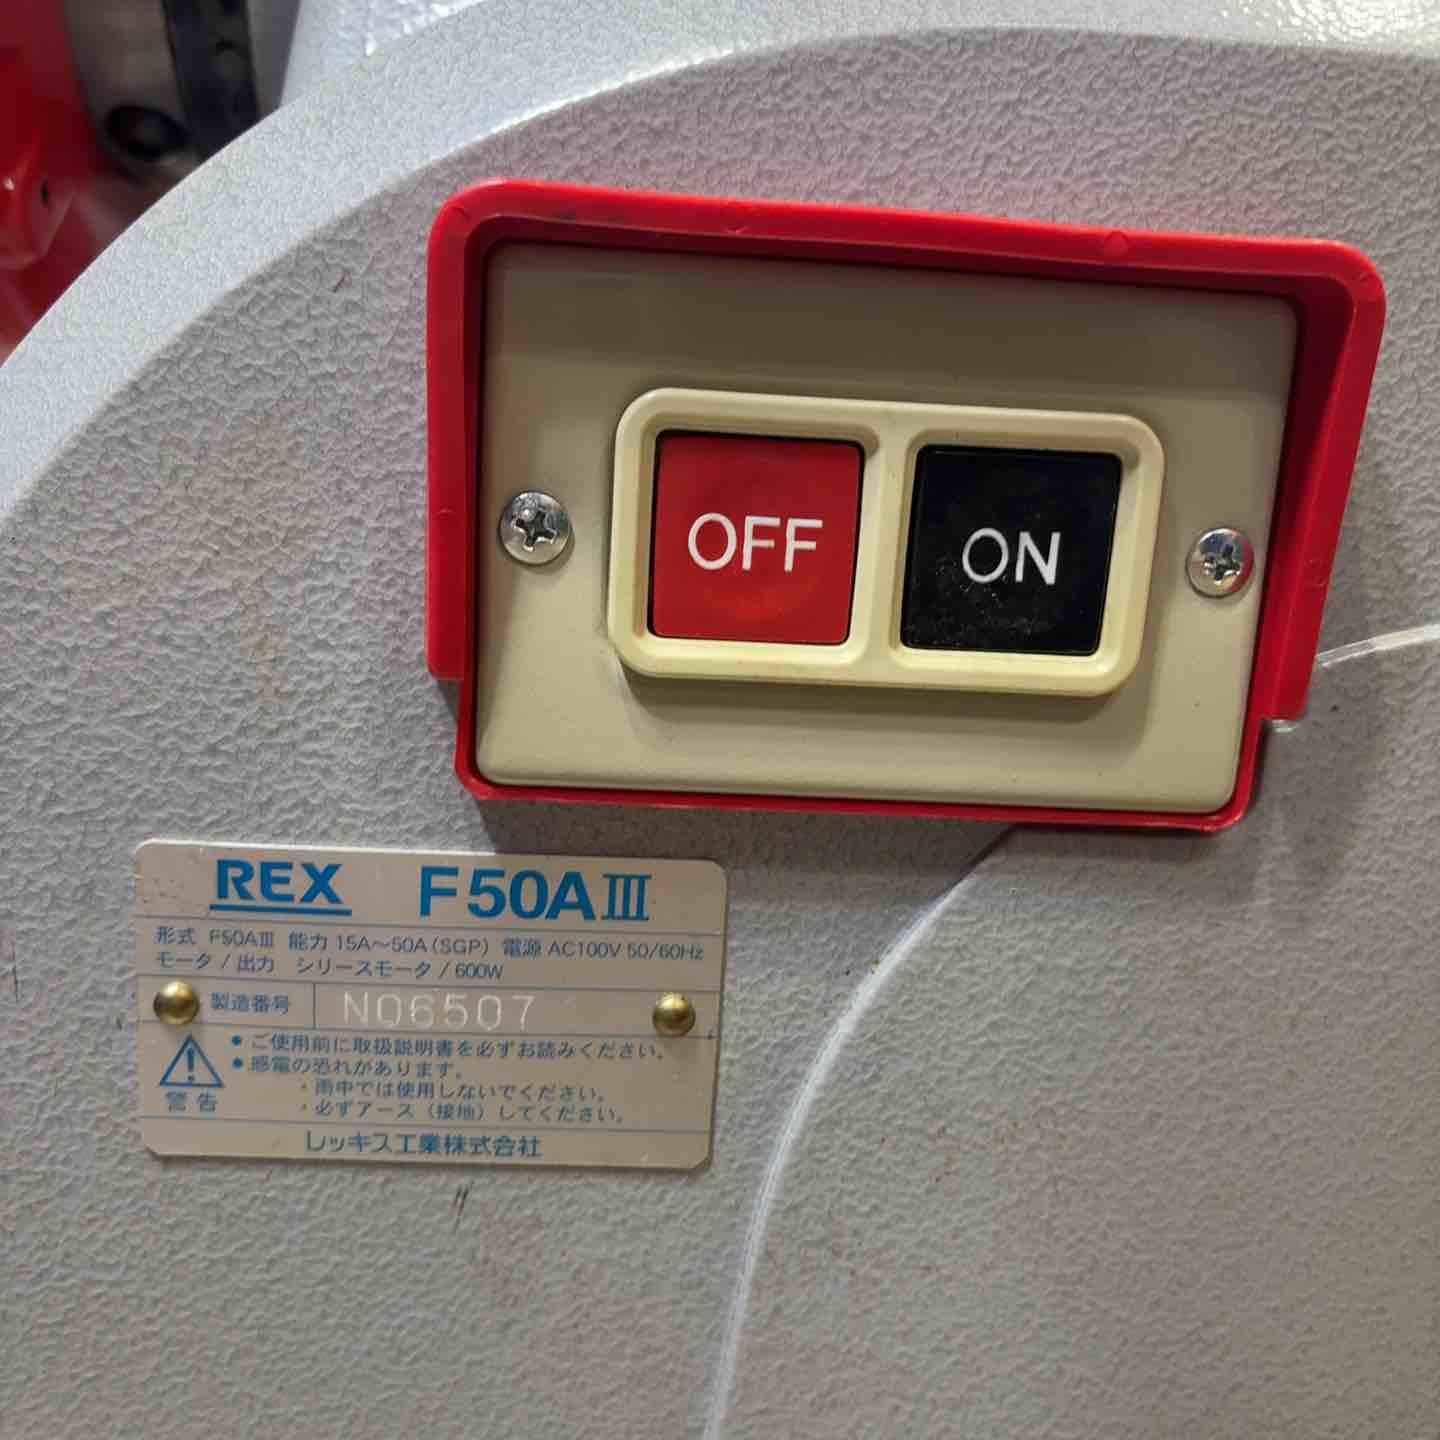 OFF ON
REX F50AⅢ
形式 F50AⅢ 能力 15A～50A(SGP) 電源 AC100V 50/60Hz
モータ / 出力 シリースモータ / 600W
製造番号 N06507
• ご使用前に取扱説明書を必ずお読みください。
• 感電の恐れがあります。
・雨中では使用しないでください。
・必ずアース（接地）してください。
警告
レッキス工業株式会社